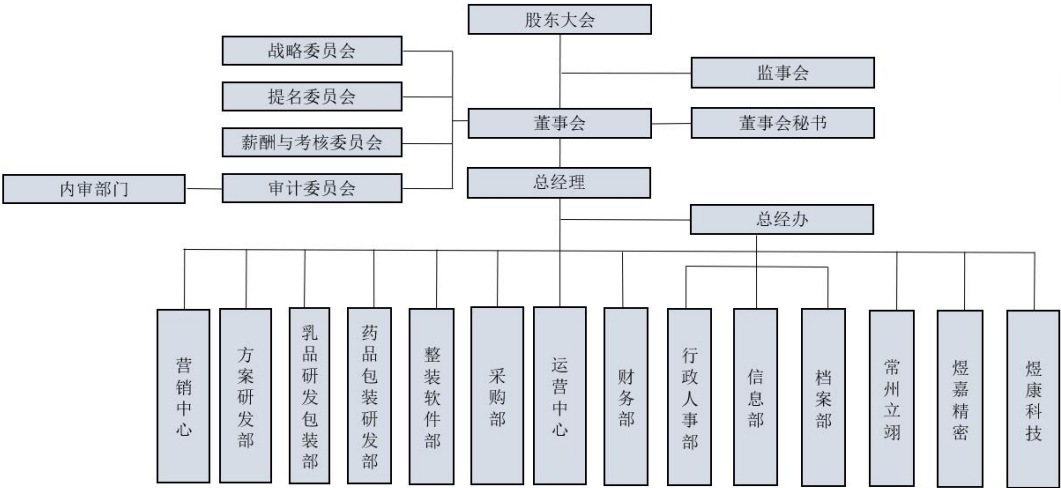 股东大会
战略委员会
监事会
提名委员会
董事会
董事会秘书
薪酬与考核委员会
内审部门
审计委员会
总经理
总经办
营销中心
方案研发部
乳品研发包装部
药品包装研发部
整装软件部
采购部
运营中心
财务部
行政人事部
信息部
档案部
常州立翊
煜嘉精密
煜康科技